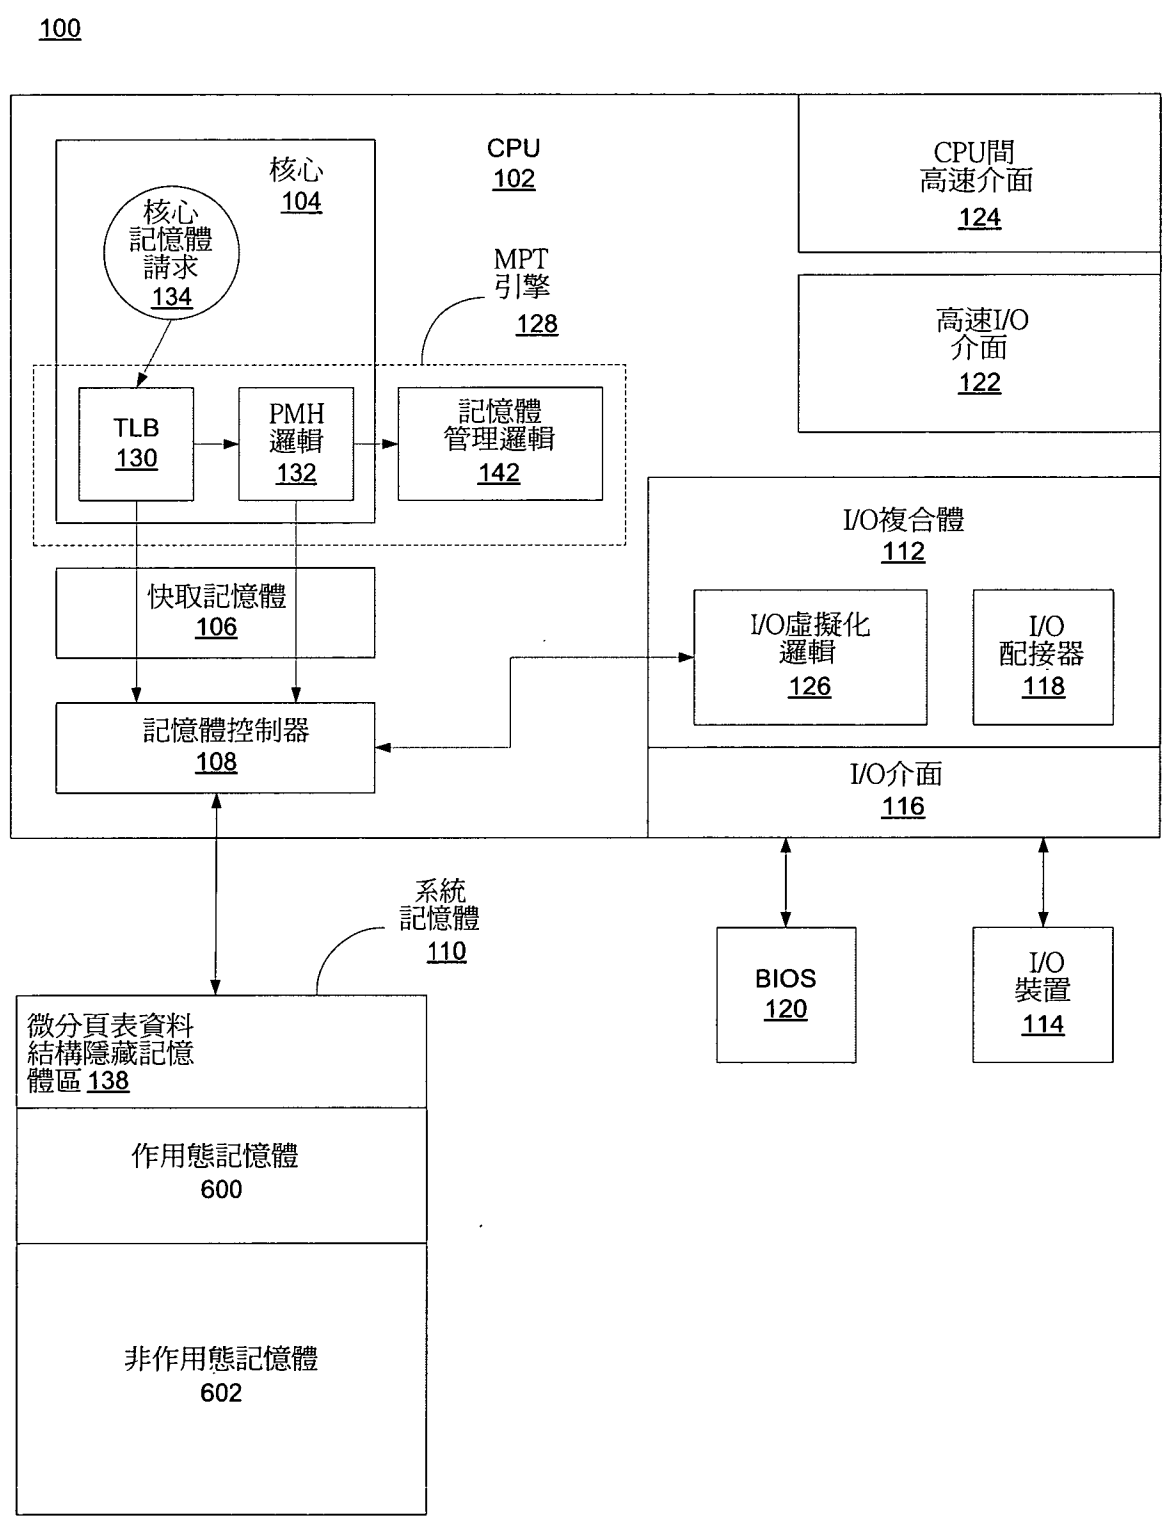 100
CPU
102
核心
104
核心
記憶體
請求
134
MPT
引擎
128
TLB
130
PMH
邏輯
132
記憶體
管理邏輯
142
快取記憶體
106
記憶體控制器
108
CPU間
高速介面
124
高速I/O
介面
122
I/O複合體
112
I/O虛擬化
邏輯
126
I/O
配接器
118
I/O介面
116
系統
記憶體
110
BIOS
120
I/O
裝置
114
微分頁表資料
結構隱藏記憶
體區 138
作用態記憶體
600
非作用態記憶體
602